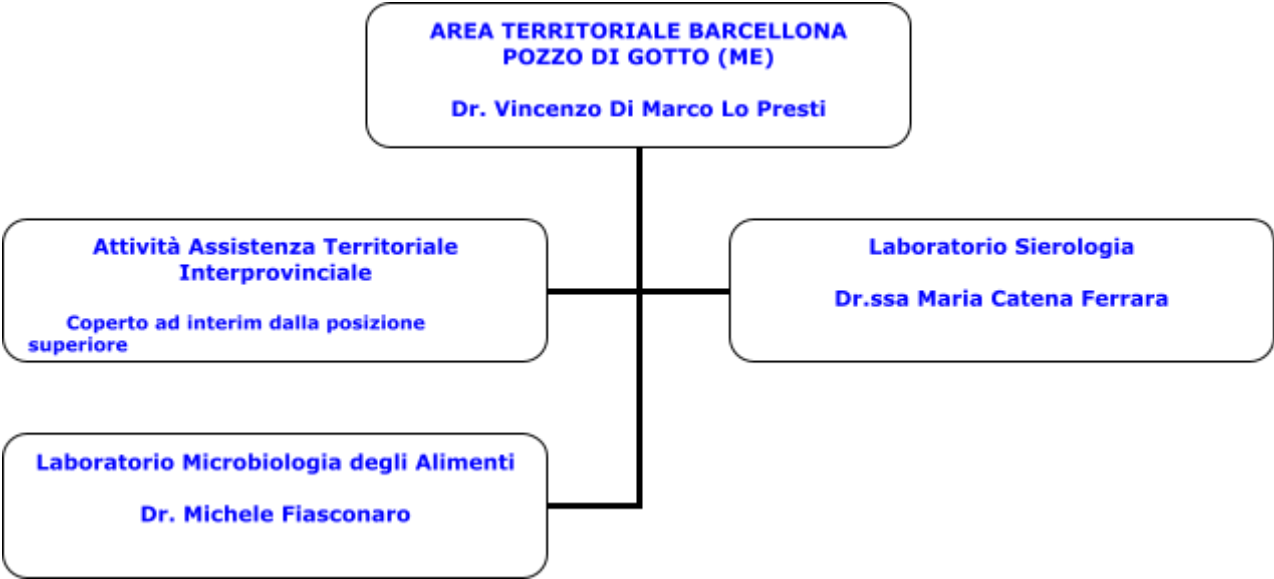 AREA TERRITORIALE BARCELLONA
POZZO DI GOTTO (ME)
Dr. Vincenzo Di Marco Lo Presti
Attività Assistenza Territoriale
Interprovinciale
Coperto ad interim dalla posizione
superiore
Laboratorio Sierologia
Dr.ssa Maria Catena Ferrara
Laboratorio Microbiologia degli Alimenti
Dr. Michele Fiasconaro